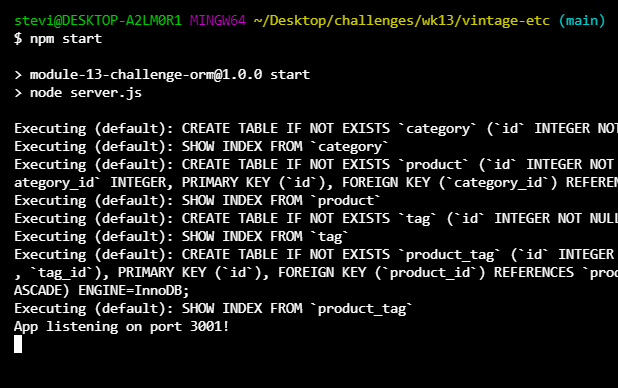 stevi@DESKTOP-A2LM0R1 MINGW64 ~/Desktop/challenges/wk13/vintage-etc (main)
$ npm start
> module-13-challenge-orm@1.0.0 start
> node server.js
Executing (default): CREATE TABLE IF NOT EXISTS `category` (`id` INTEGER NOT
Executing (default): SHOW INDEX FROM `category`
Executing (default): CREATE TABLE IF NOT EXISTS `product` (`id` INTEGER NOT
ategory_id` INTEGER, PRIMARY KEY (`id`), FOREIGN KEY (`category_id`) REFEREN
Executing (default): SHOW INDEX FROM `product`
Executing (default): CREATE TABLE IF NOT EXISTS `tag` (`id` INTEGER NOT NULL
Executing (default): SHOW INDEX FROM `tag`
Executing (default): CREATE TABLE IF NOT EXISTS `product_tag` (`id` INTEGER
, `tag_id`), PRIMARY KEY (`id`), FOREIGN KEY (`product_id`) REFERENCES `prod
ASCADE) ENGINE=InnoDB;
Executing (default): SHOW INDEX FROM `product_tag`
App listening on port 3001!